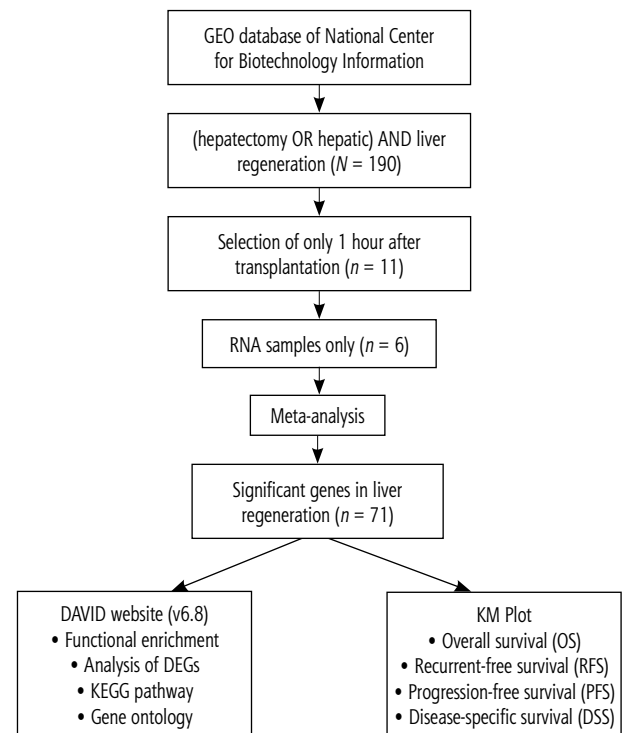 GEO database of National Center
for Biotechnology Information
(hepatectomy OR hepatic) AND liver
regeneration (N = 190)
Selection of only 1 hour after
transplantation (n = 11)
RNA samples only (n = 6)
Meta-analysis
Significant genes in liver
regeneration (n = 71)
DAVID website (v6.8)
• Functional enrichment
• Analysis of DEGs
• KEGG pathway
• Gene ontology
KM Plot
• Overall survival (OS)
• Recurrent-free survival (RFS)
• Progression-free survival (PFS)
• Disease-specific survival (DSS)